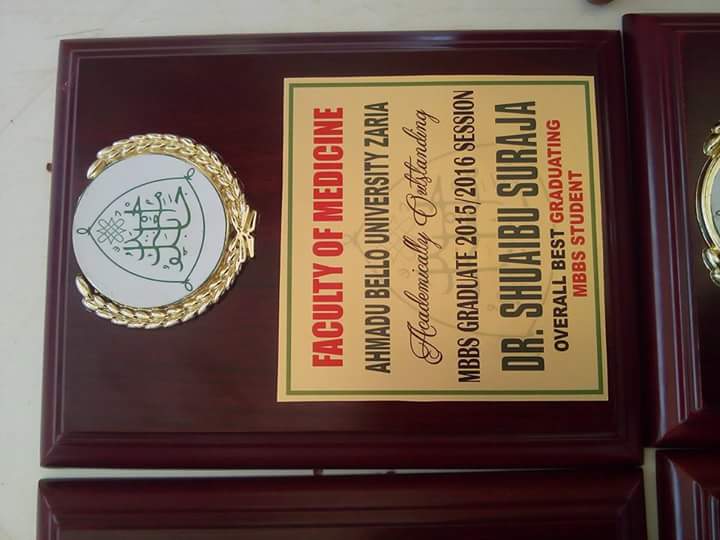 FACULTY OF MEDICINE
AHMADU BELLO UNIVERSITY ZARIA
Academically Outstanding
MBBS GRADUATE 2015/2016 SESSION
DR. SHUAIBU SURAJA
OVERALL BEST GRADUATING
MBBS STUDENT